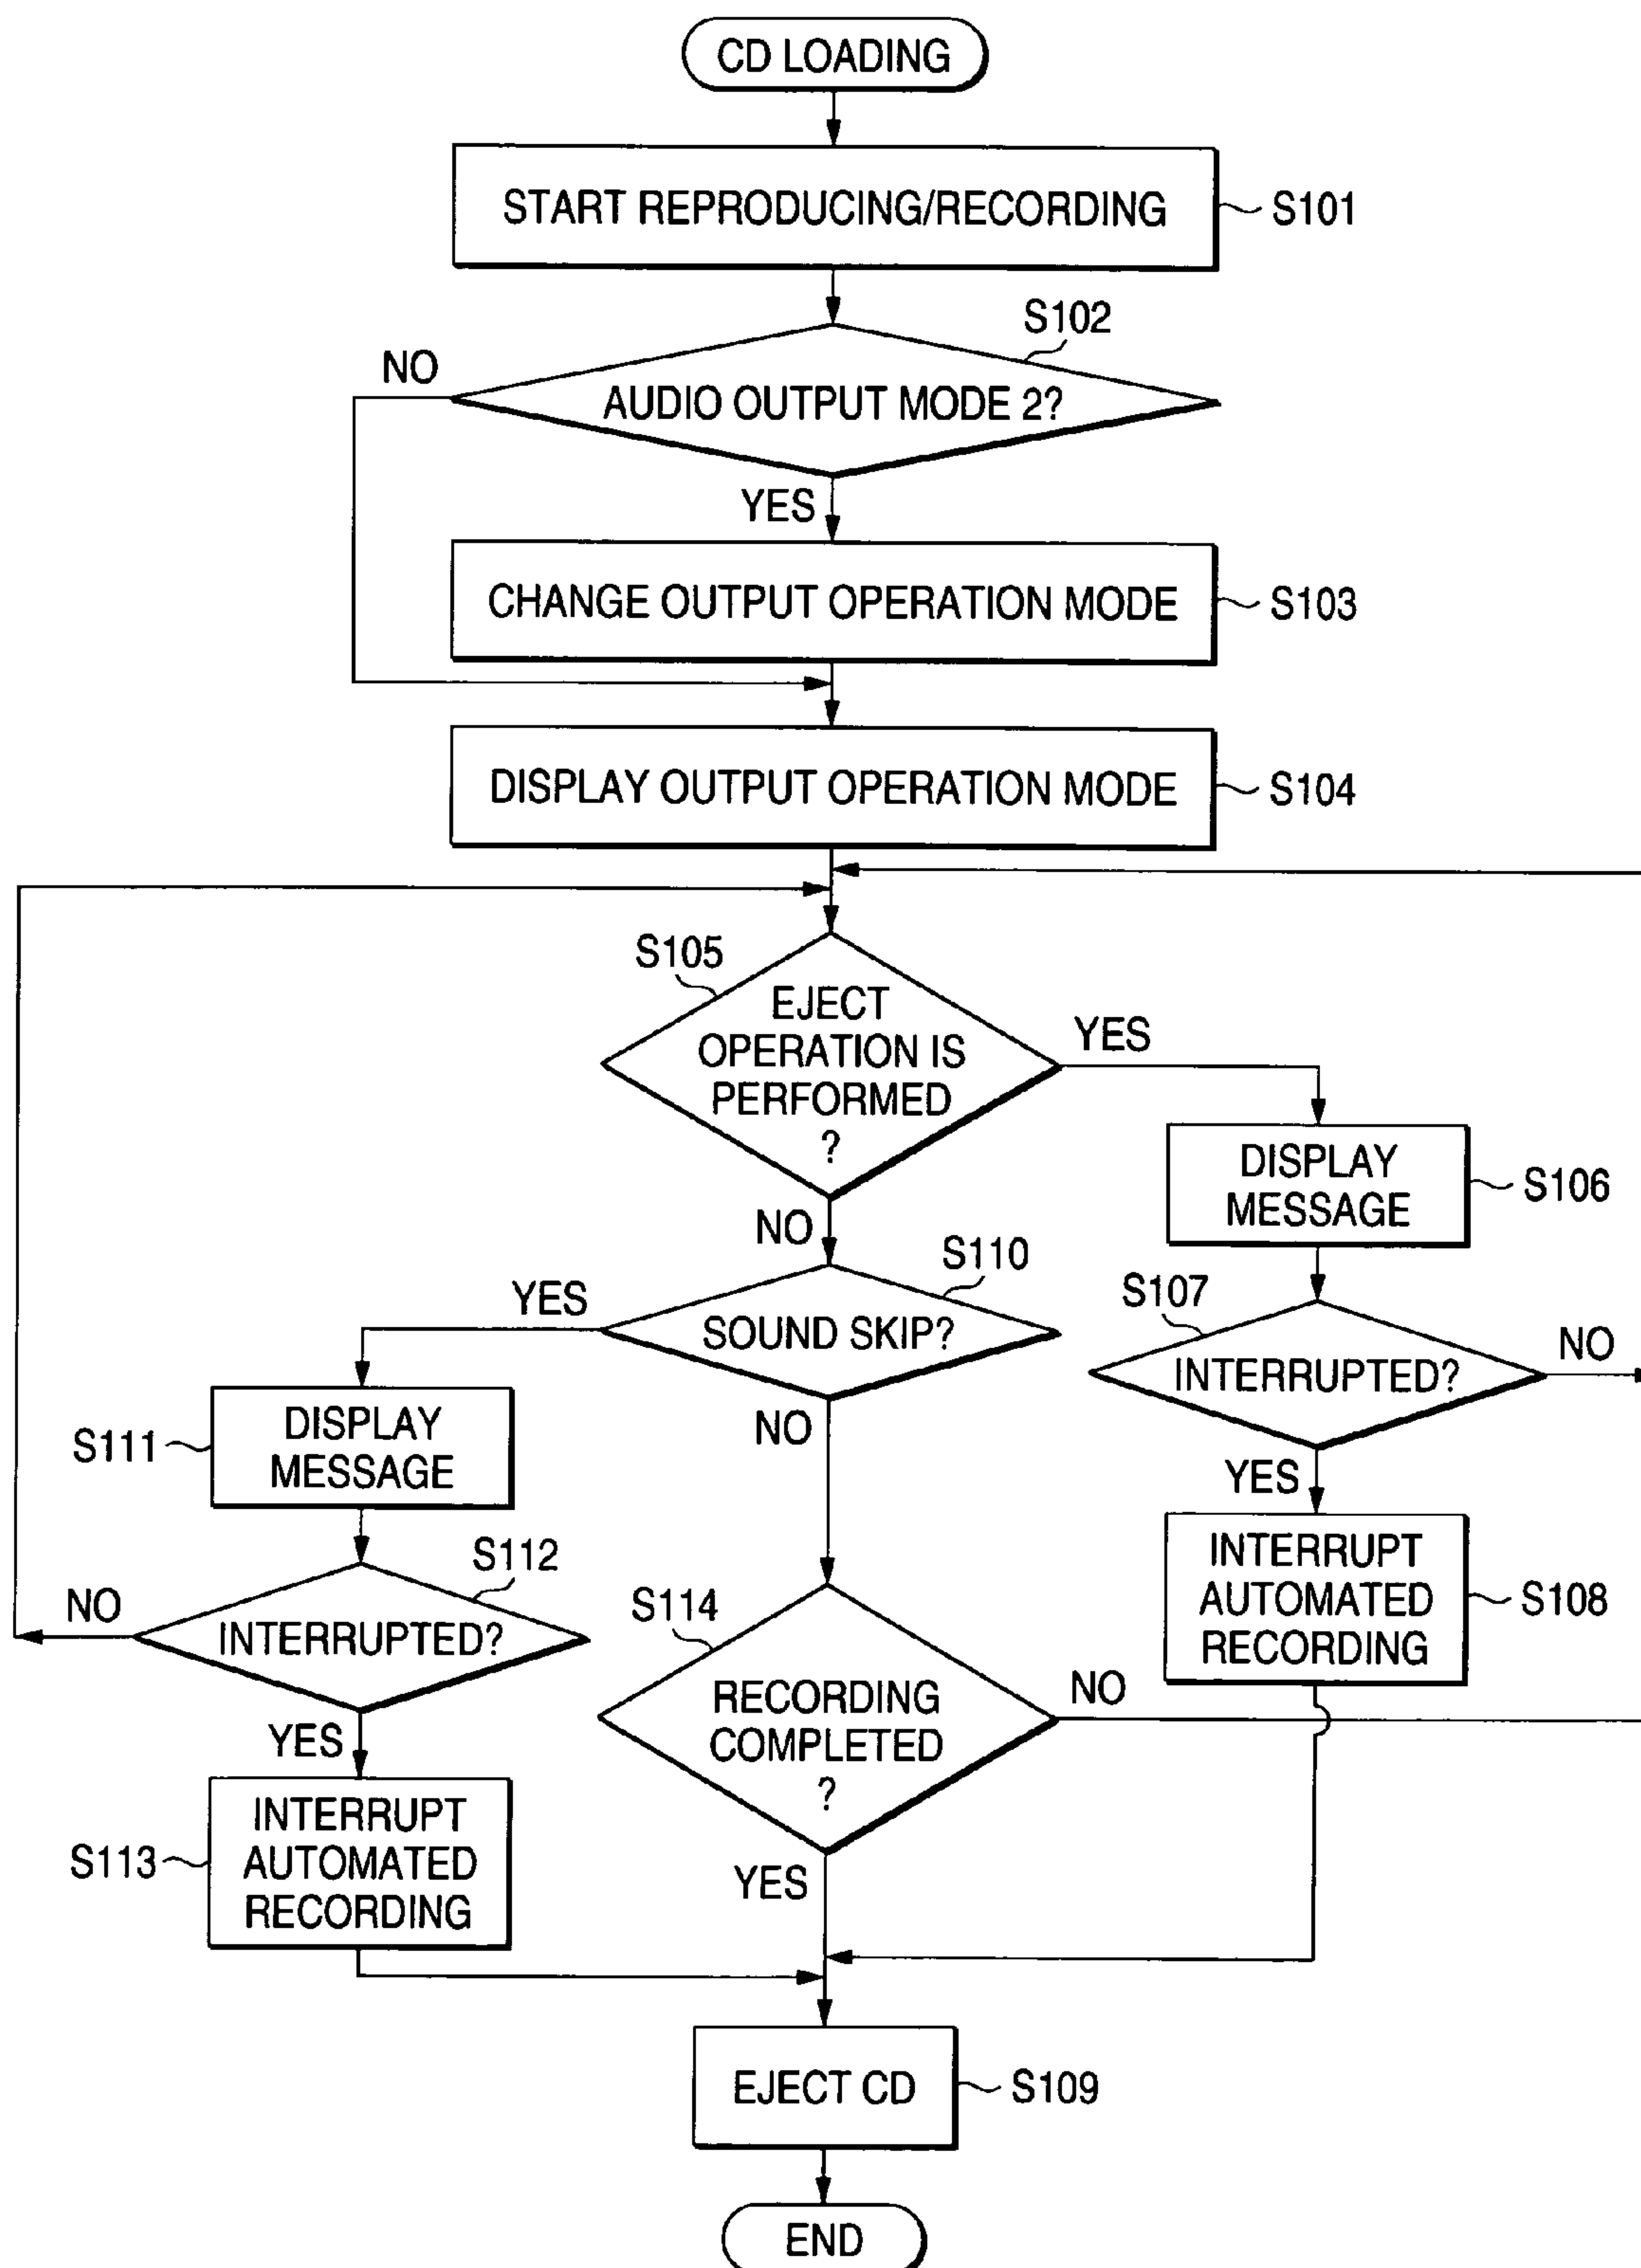 CD LOADING
START REPRODUCING/RECORDING
S101
S102
NO
AUDIO OUTPUT MODE 2?
YES
CHANGE OUTPUT OPERATION MODE
S103
DISPLAY OUTPUT OPERATION MODE
S104
S105
EJECT
OPERATION IS
PERFORMED
?
YES
NO
DISPLAY
MESSAGE
S106
S110
YES
SOUND SKIP?
NO
S107
INTERRUPTED?
NO
YES
S111
DISPLAY
MESSAGE
S112
NO
INTERRUPTED?
YES
INTERRUPT
AUTOMATED
RECORDING
S108
S114
RECORDING
COMPLETED
?
NO
YES
S113
INTERRUPT
AUTOMATED
RECORDING
EJECT CD
S109
END